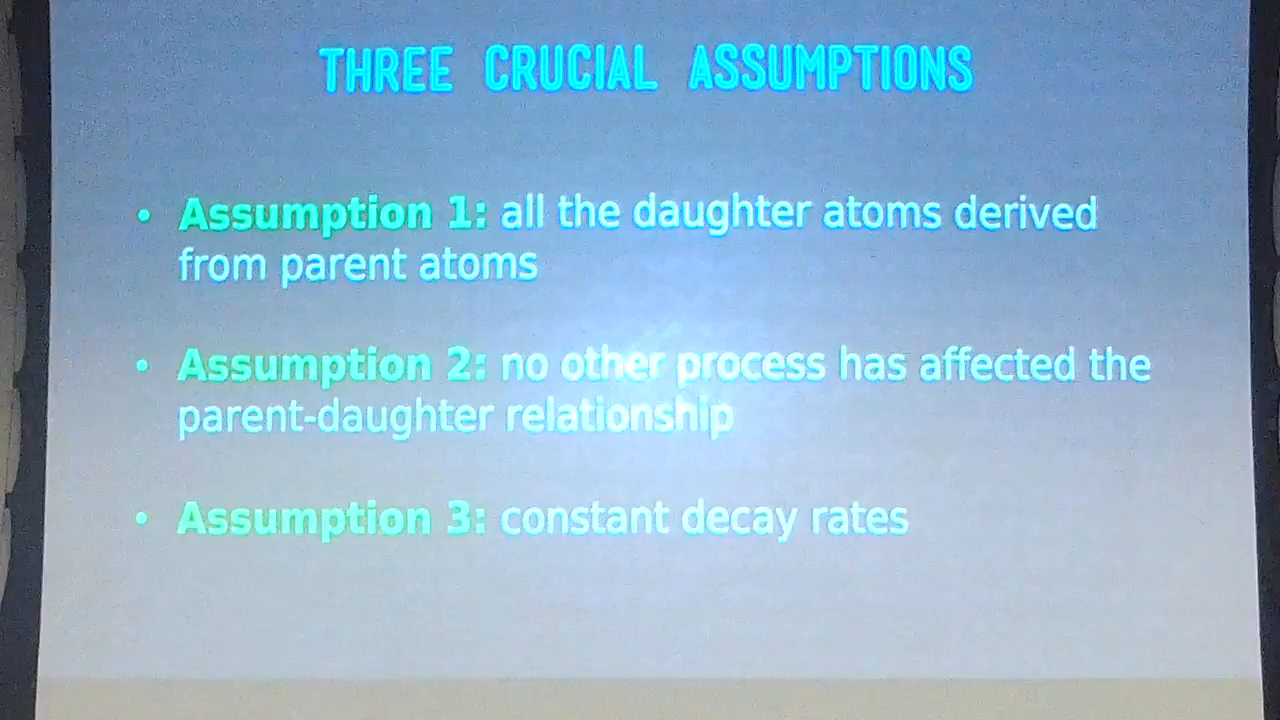 THREE CRUCIAL ASSUMPTIONS
• Assumption 1: all the daughter atoms derived
from parent atoms
• Assumption 2: no other process has affected the
parent-daughter relationship
• Assumption 3: constant decay rates